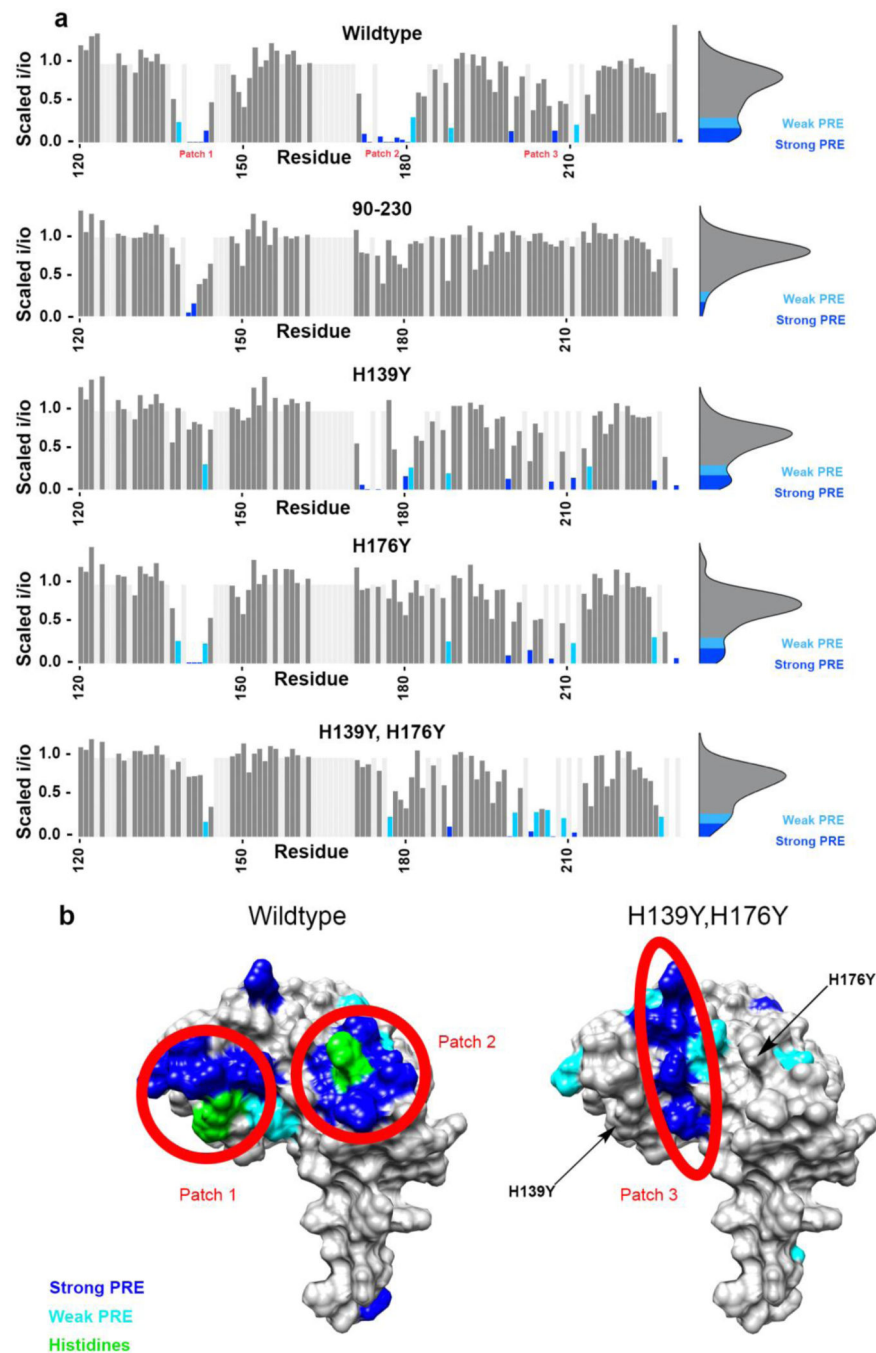 a
Wildtype
Scaled i/io
1.0
0.5
0.0
Weak PRE
Strong PRE
120
150
180
210
Patch 1
Patch 2
Patch 3
Residue
90-230
Scaled i/io
1.0
0.5
0.0
Weak PRE
Strong PRE
120
150
180
210
Residue
H139Y
Scaled i/io
1.0
0.5
0.0
Weak PRE
Strong PRE
120
150
180
210
Residue
H176Y
Scaled i/io
1.0
0.5
0.0
Weak PRE
Strong PRE
120
150
180
210
Residue
H139Y, H176Y
Scaled i/io
1.0
0.5
0.0
Weak PRE
Strong PRE
120
150
180
210
Residue
b
Wildtype
H139Y,H176Y
H176Y
Patch 2
Patch 1
H139Y
Patch 3
Strong PRE
Weak PRE
Histidines